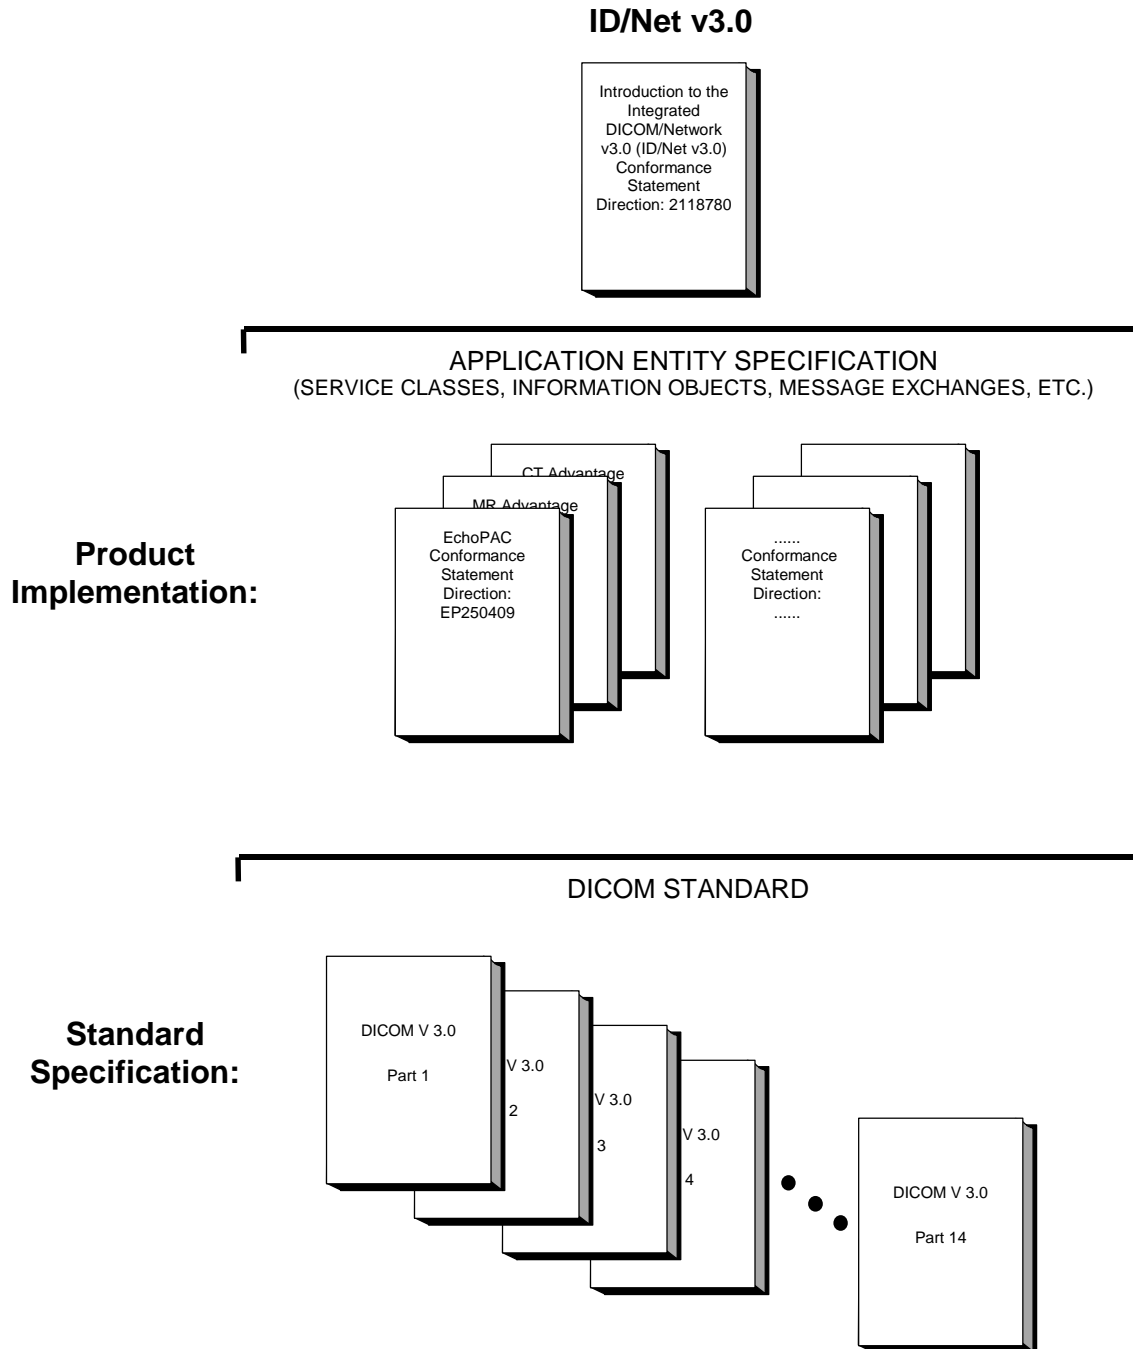 ID/Net v3.0
Introduction to the
Integrated
DICOM/Network
v3.0 (ID/Net v3.0)
Conformance
Statement
Direction: 2118780
APPLICATION ENTITY SPECIFICATION
(SERVICE CLASSES, INFORMATION OBJECTS, MESSAGE EXCHANGES, ETC.)
Product
Implementation:
CT Advantage
MR Advantage
EchoPAC
Conformance
Statement
Direction:
EP250409
......
Conformance
Statement
Direction:
......
DICOM STANDARD
Standard
Specification:
DICOM V 3.0
Part 1
V 3.0
2
V 3.0
3
V 3.0
4
DICOM V 3.0
Part 14